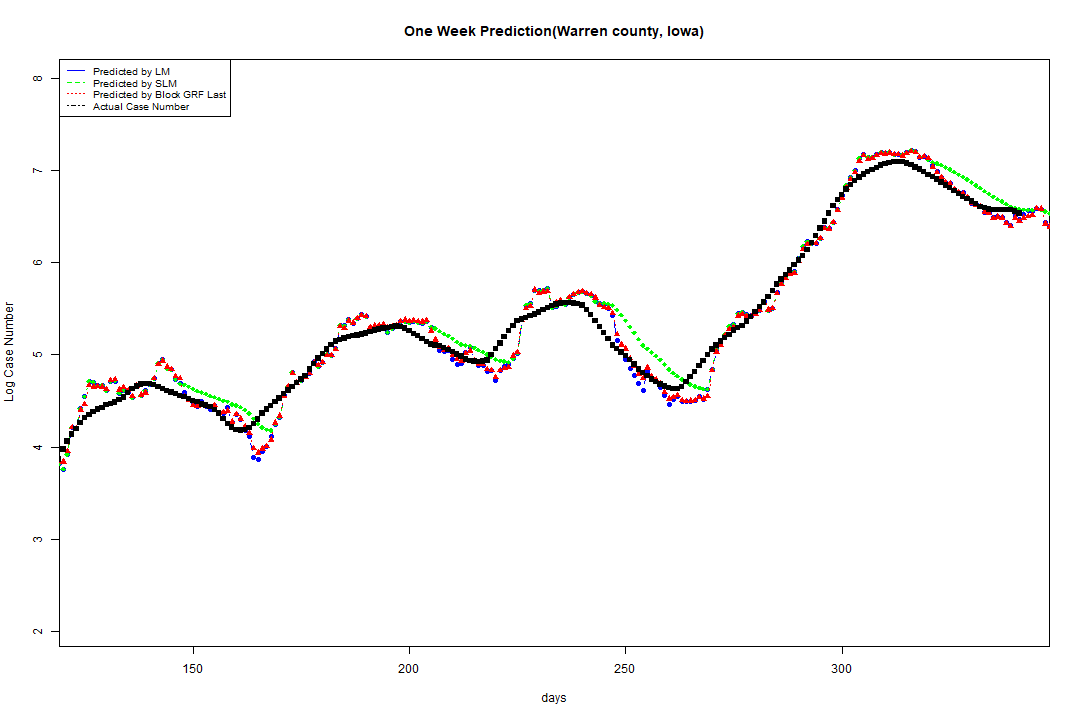 One Week Prediction(Warren county, Iowa)
Predicted by LM
Predicted by SLM
Predicted by Block GRF Last
Actual Case Number
8
7
6
5
4
3
2
Log Case Number
150 200 250 300
days